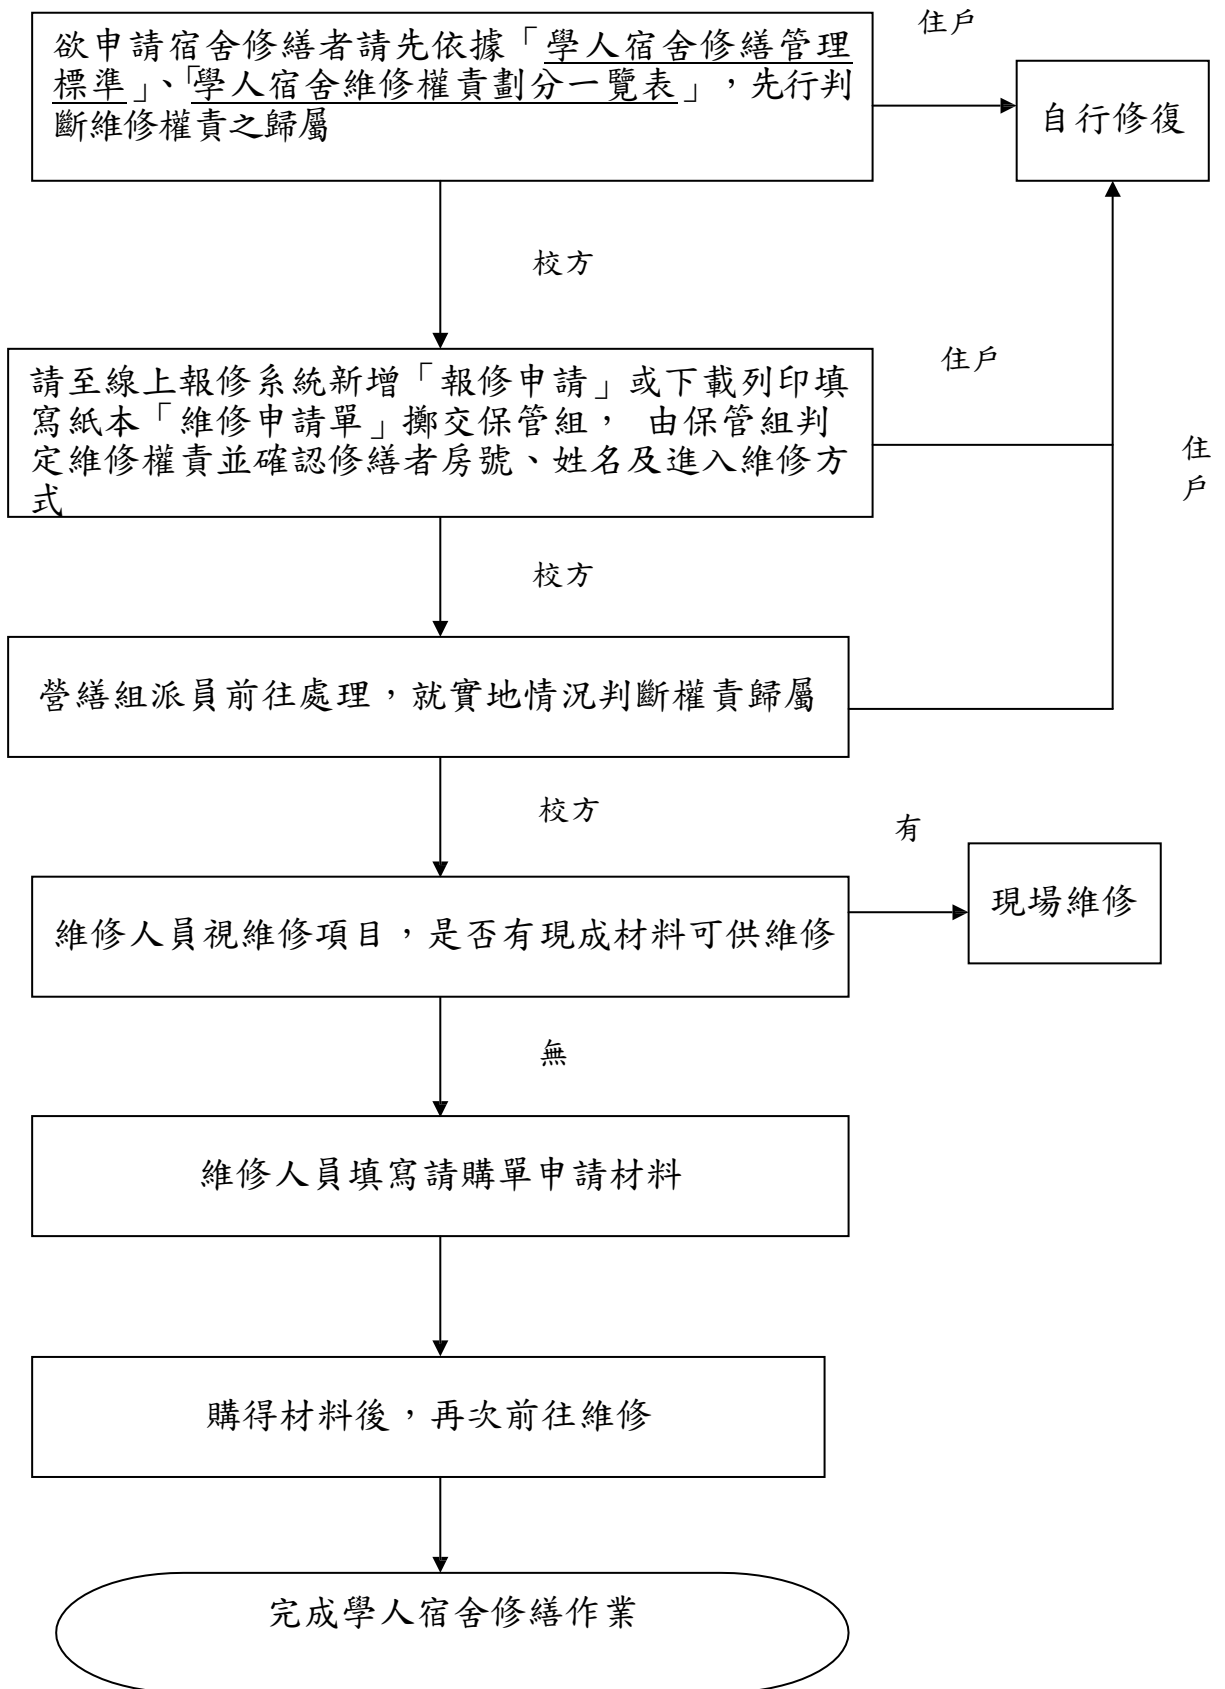 住戶
欲申請宿舍修繕者請先依據「學人宿舍修繕管理
標準」、「學人宿舍維修權責劃分一覽表」，先行判
斷維修權責之歸屬
自行修復
校方
住戶
請至線上報修系統新增「報修申請」或下載列印填
寫紙本「維修申請單」擲交保管組， 由保管組判
定維修權責並確認修繕者房號、姓名及進入維修方
式
住
戶
校方
營繕組派員前往處理，就實地情況判斷權責歸屬
校方
有
維修人員視維修項目，是否有現成材料可供維修
現場維修
無
維修人員填寫請購單申請材料
購得材料後，再次前往維修
完成學人宿舍修繕作業